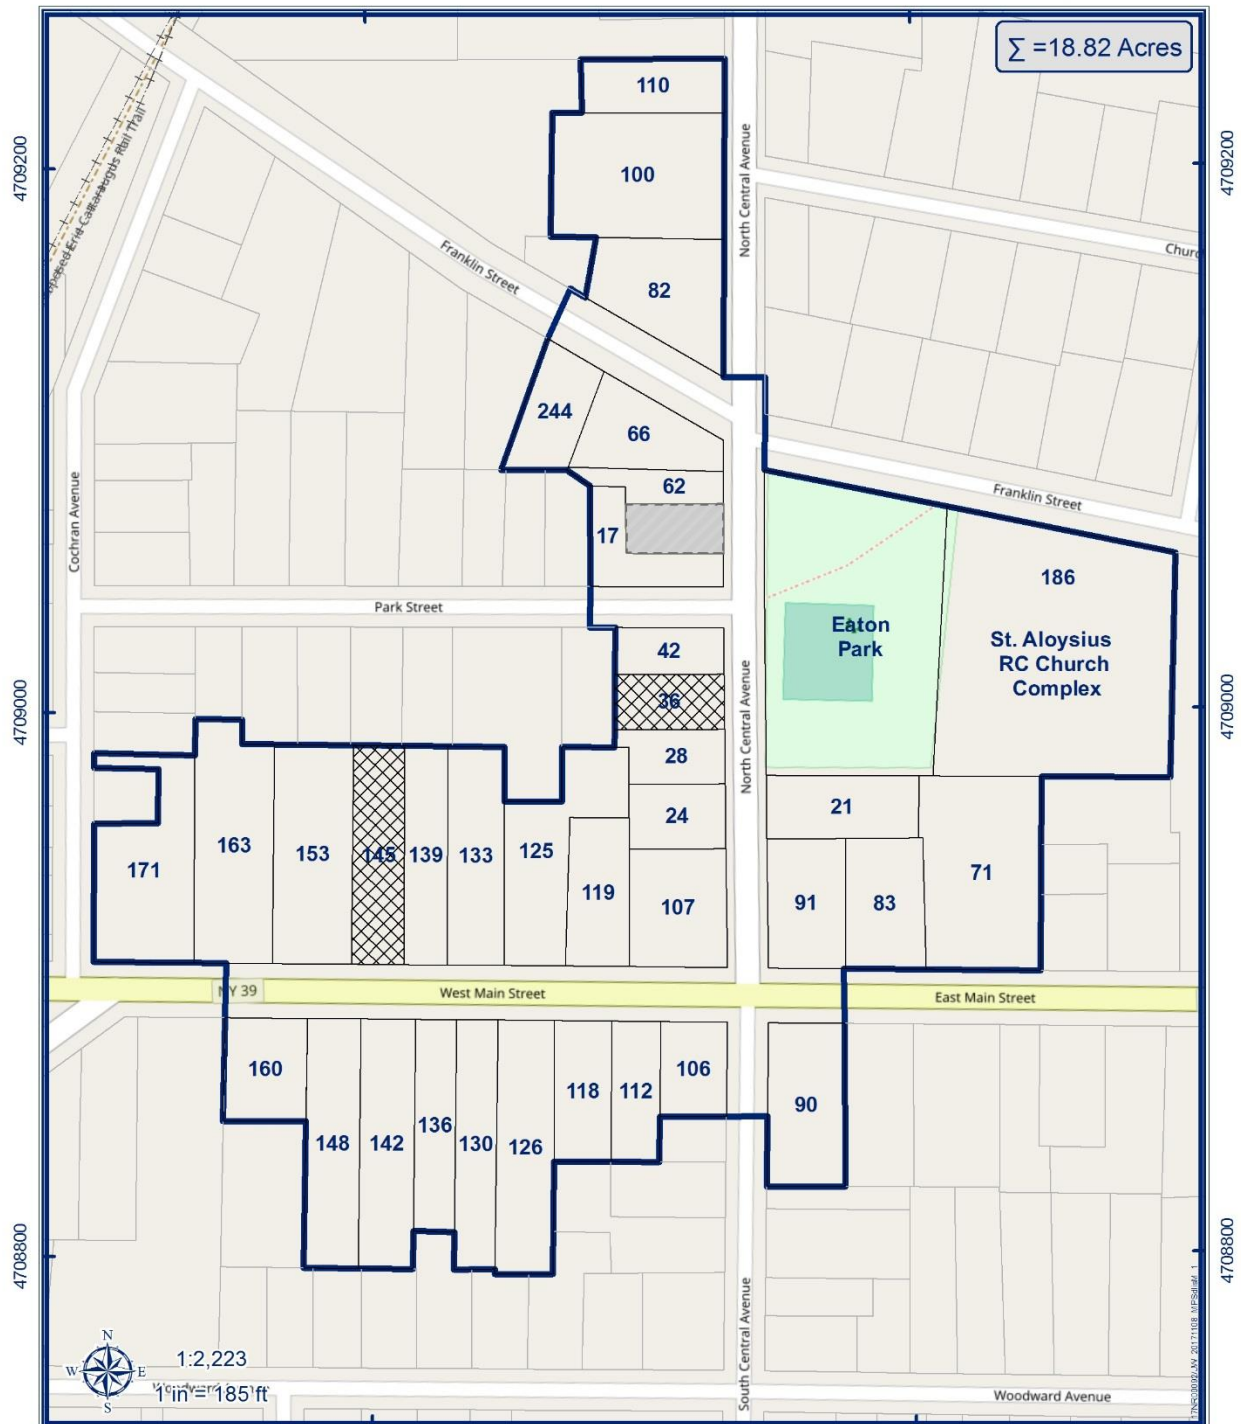 ∑ =18.82 Acres
110
4709200
4709200
North Central Avenue
100
Franklin Street
82
244
66
62
Franklin Street
17
Cochran Avenue
186
Park Street
Eaton
Park
St. Aloysius
RC Church
Complex
42
36
4709000
4709000
North Central Avenue
28
21
24
163
153
145
139
133
125
171
119
107
91
83
71
NY 39
West Main Street
East Main Street
160
118
112
106
90
148
142
136
130
126
4708800
4708800
South Central Avenue
N
W
E
S
1:2,223
1 in = 185 ft
Woodward Avenue